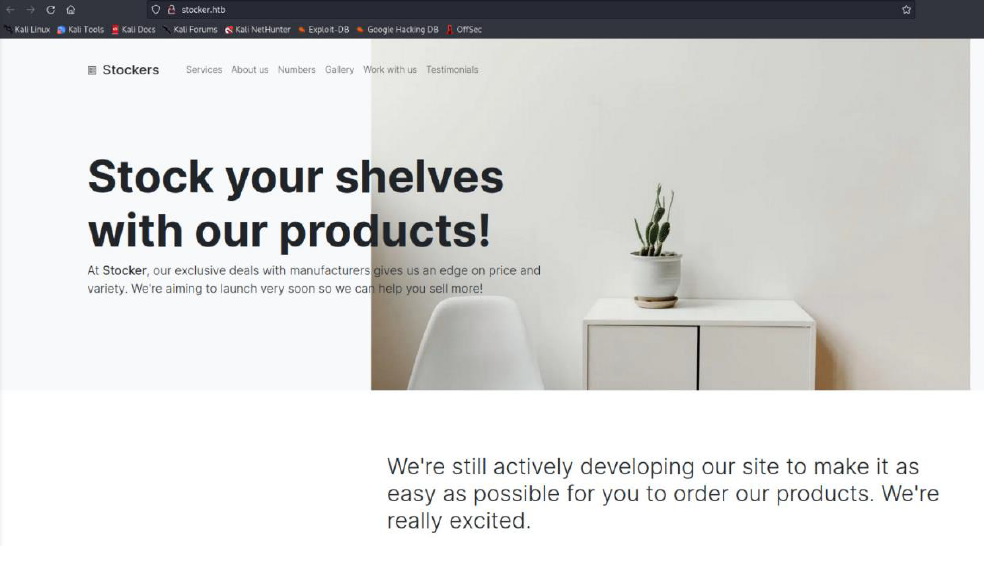 stocker.htb
Kali Linux Kali Tools Kali Docs Kali Forums Kali NetHunter Exploit-DB Google Hacking DB OffSec
Stockers Services About us Numbers Gallery Work with us Testimonials
Stock your shelves
with our products!
At Stocker, our exclusive deals with manufacturers gives us an edge on price and
variety. We're aiming to launch very soon so we can help you sell more!
We're still actively developing our site to make it as
easy as possible for you to order our products. We're
really excited.